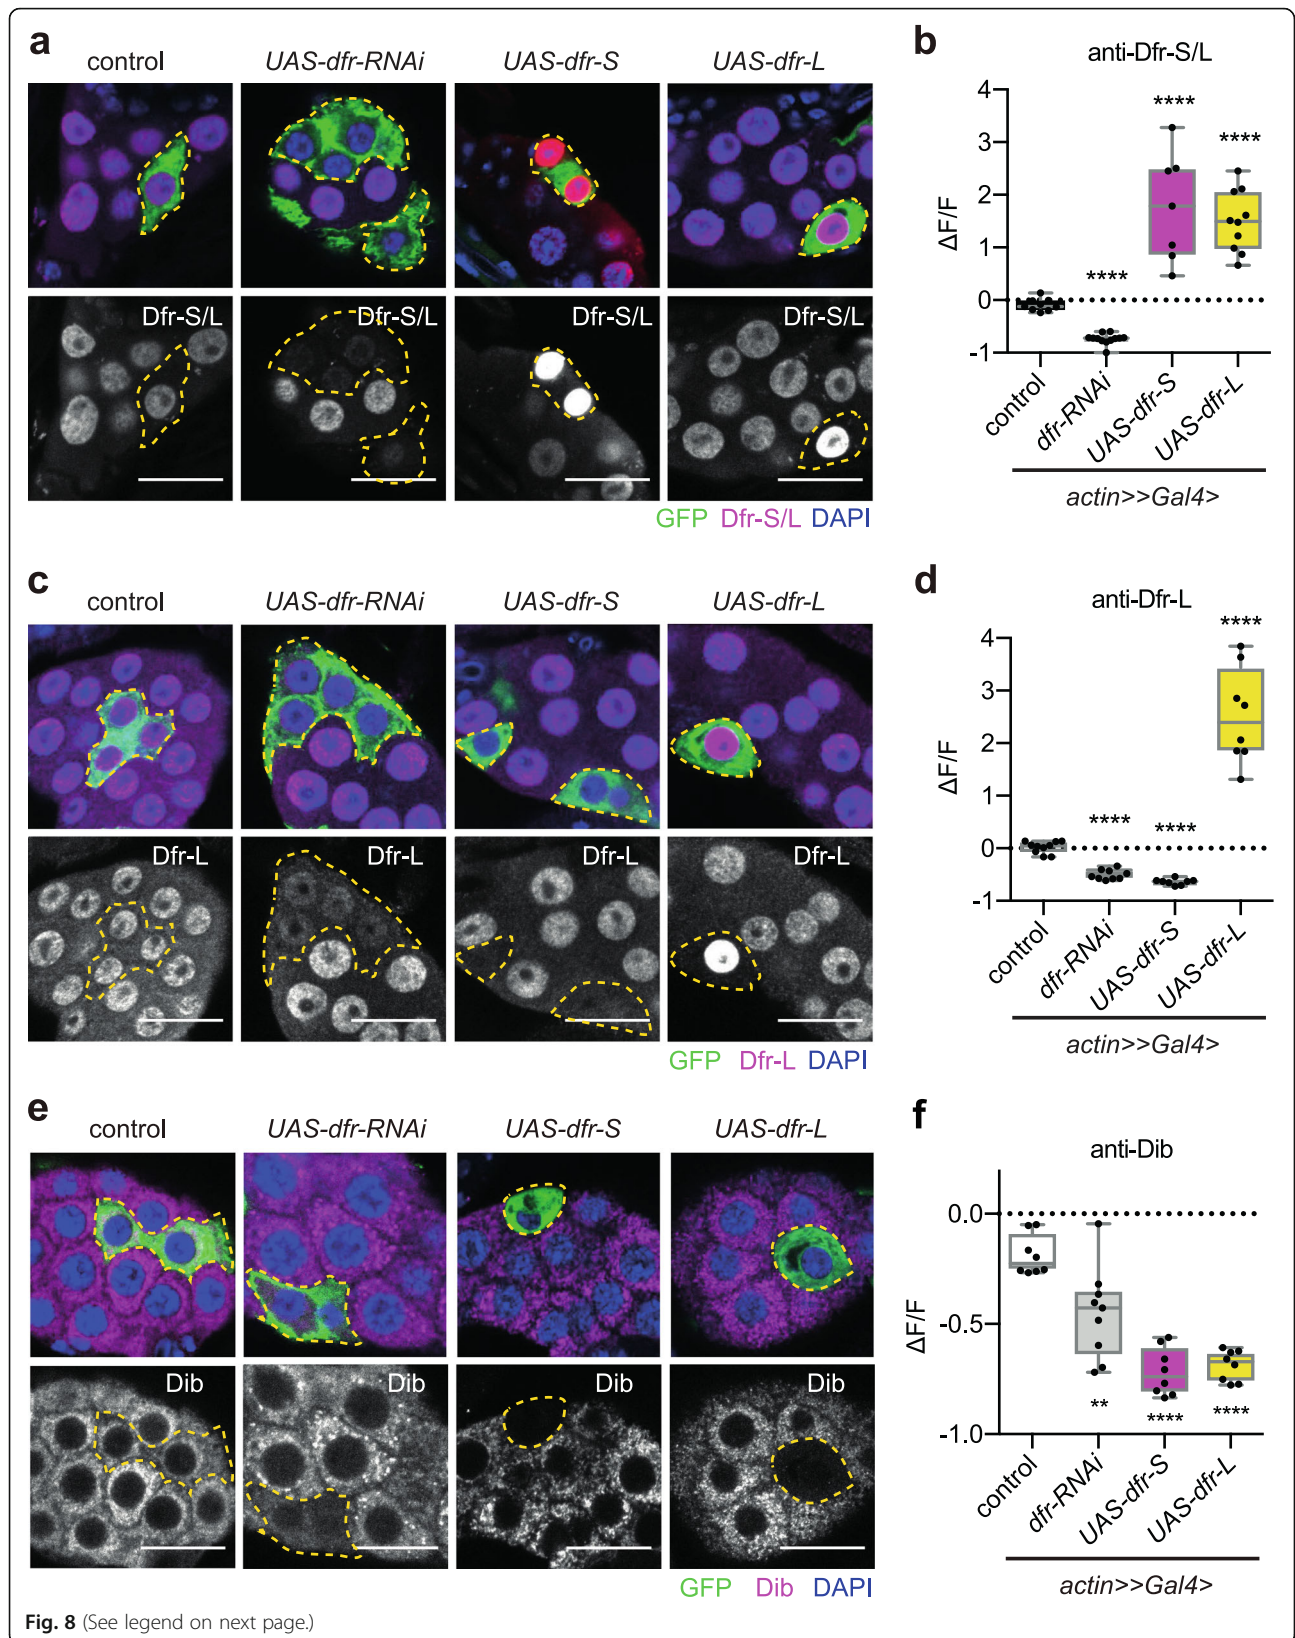 a
control UAS-dfr-RNAi UAS-dfr-S UAS-dfr-L
Dfr-S/L Dfr-S/L Dfr-S/L Dfr-S/L
GFP Dfr-S/L DAPI
b
anti-Dfr-S/L
ΔF/F
4
3
2
1
0
-1
**** **** ****
control dfr-RNAi UAS-dfr-S UAS-dfr-L
actin>>Gal4>
c
control UAS-dfr-RNAi UAS-dfr-S UAS-dfr-L
Dfr-L Dfr-L Dfr-L Dfr-L
GFP Dfr-L DAPI
d
anti-Dfr-L
ΔF/F
4
3
2
1
0
-1
**** **** ****
control dfr-RNAi UAS-dfr-S UAS-dfr-L
actin>>Gal4>
e
control UAS-dfr-RNAi UAS-dfr-S UAS-dfr-L
Dib Dib Dib Dib
GFP Dib DAPI
f
anti-Dib
ΔF/F
0.0
-0.5
-1.0
** **** ****
control dfr-RNAi UAS-dfr-S UAS-dfr-L
actin>>Gal4>
Fig. 8 (See legend on next page.)